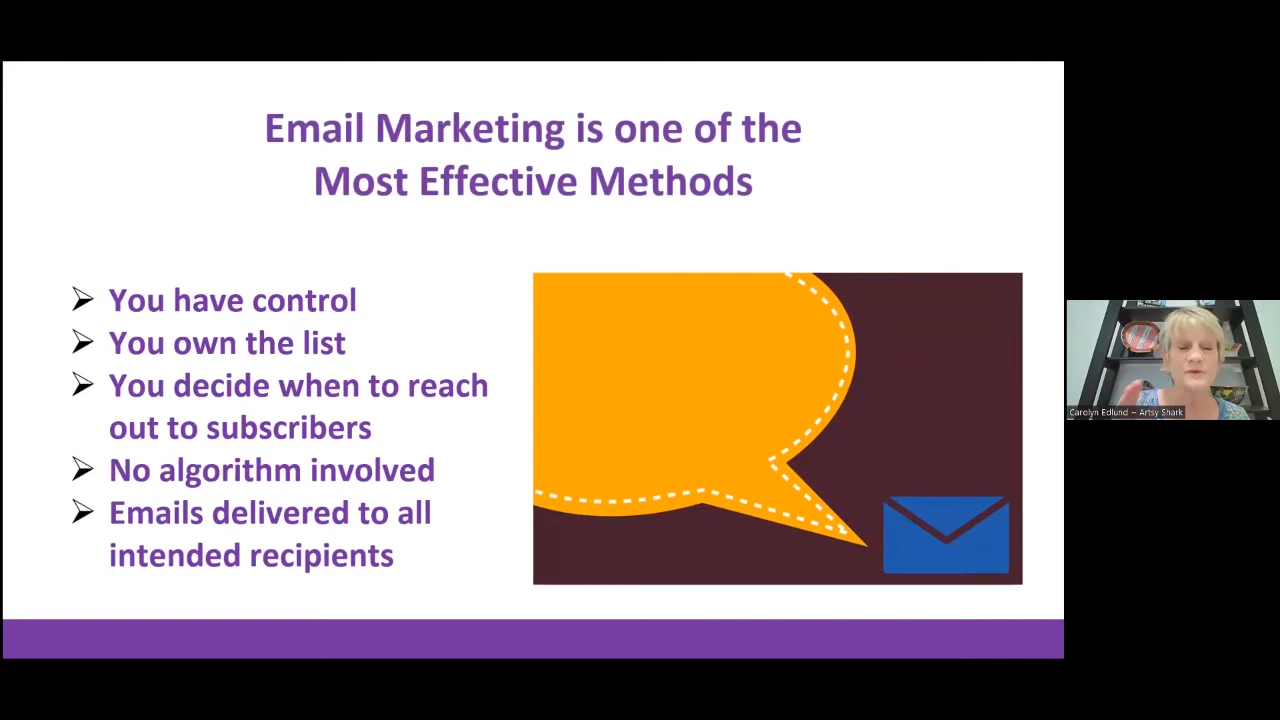 Email Marketing is one of the
Most Effective Methods
You have control
You own the list
You decide when to reach
out to subscribers
No algorithm involved
Emails delivered to all
intended recipients
Carolyn Edlund ~ Artsy Shark